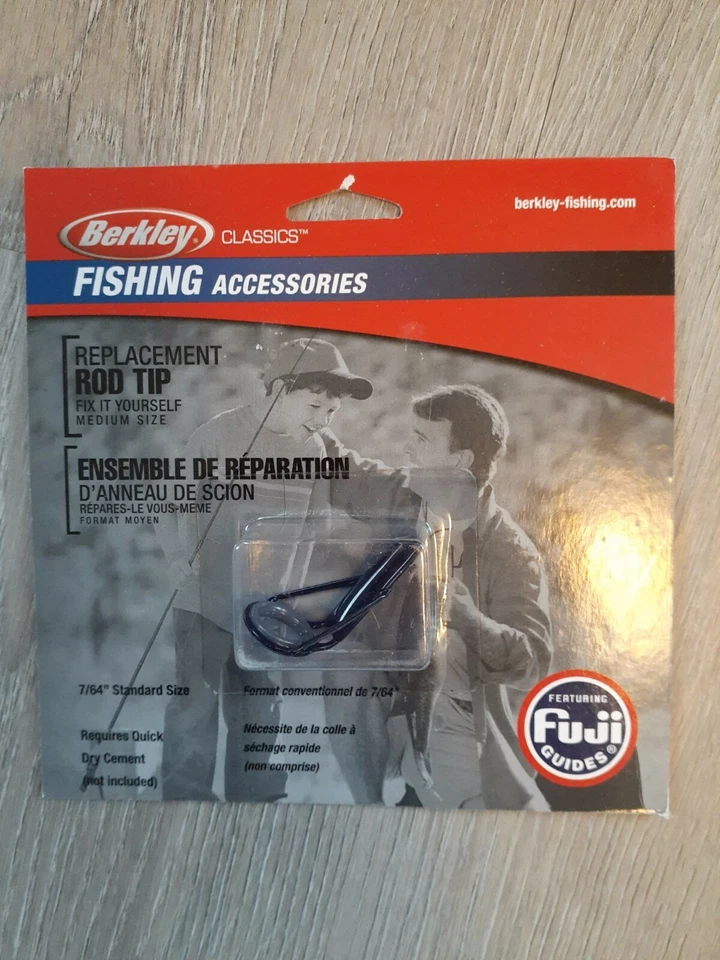 berkley-fishing.com
Berkley® CLASSICS™
FISHING ACCESSORIES
REPLACEMENT
ROD TIP
FIX IT YOURSELF
MEDIUM SIZE
ENSEMBLE DE RÉPARATION
D'ANNEAU DE SCION
RÉPARES-LE VOUS-MEME
FORMAT MOYEN
7/64" Standard Size
Format conventionnel de 7/64"
Requires Quick
Dry Cement
(not included)
Nécessite de la colle à
séchage rapide
(non comprise)
FEATURING
Fuji
GUIDES®